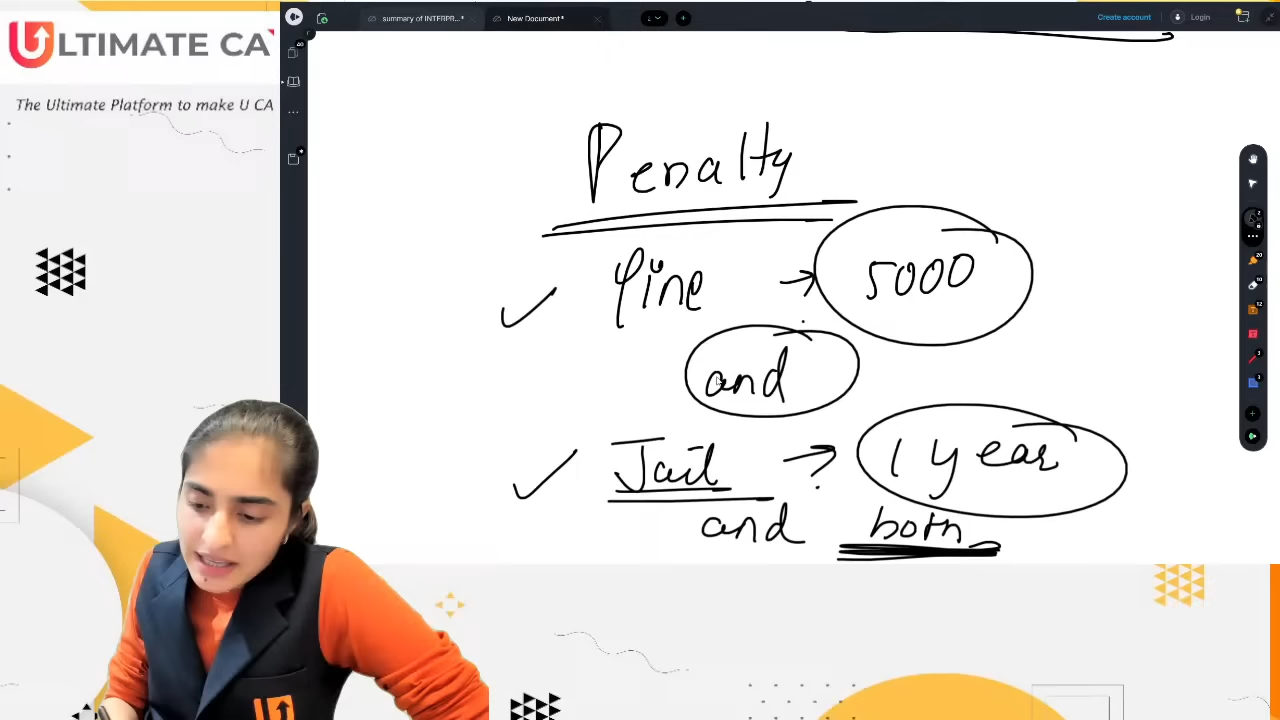 ULTIMATE CA
The Ultimate Platform to make U CA
summary of INTERPR...*
New Document*
1
Create account
Login
Penalty
fine → 5000
and
Jail → 1 year
and both